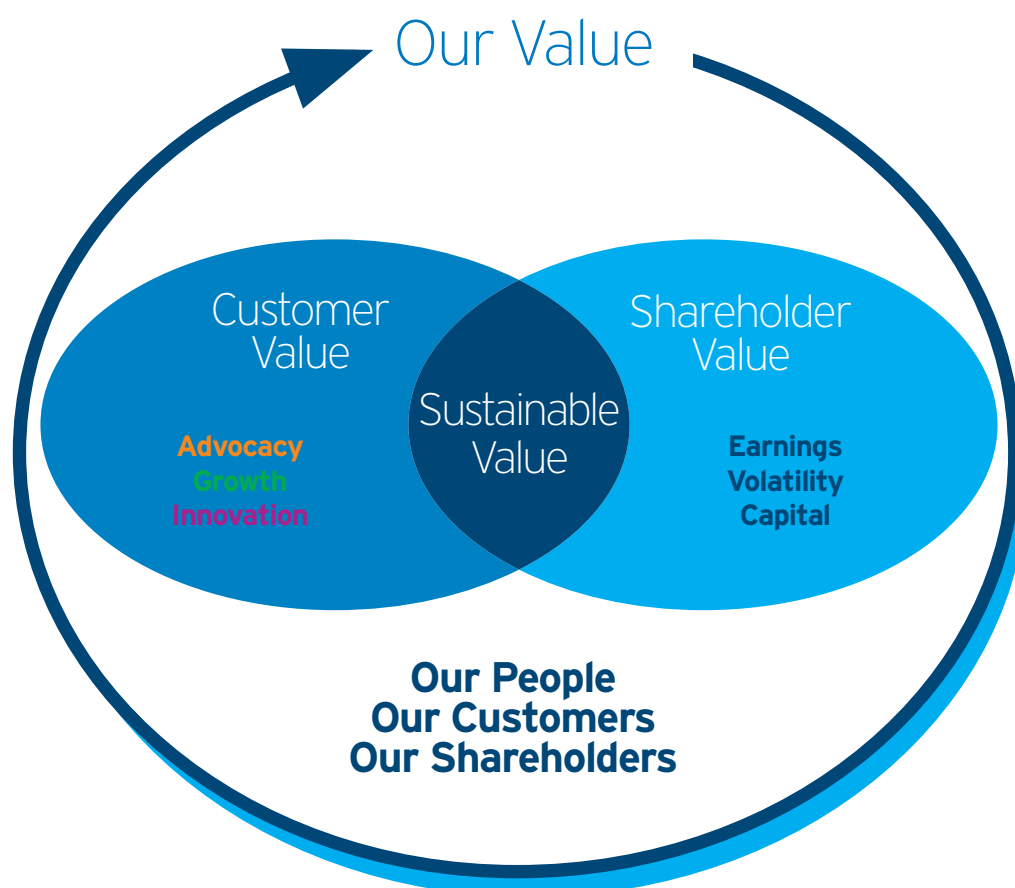 Our Value
Customer
Value
Advocacy
Growth
Innovation
Sustainable
Value
Shareholder
Value
Earnings
Volatility
Capital
Our People
Our Customers
Our Shareholders